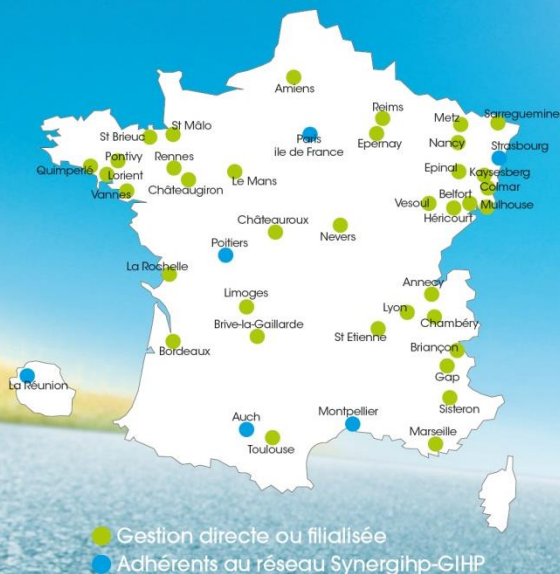 Amiens
Reims
Metz
Sarreguemine
St Mâlo
St Brieuc
Paris
ile de France
Epernay
Nancy
Strasbourg
Pontivy
Rennes
Quimperlé
Lorient
Châteaugiron
Le Mans
Epinal
Kaysesberg
Colmar
Vannes
Vesoul
Belfort
Mulhouse
Héricourt
Châteauroux
Nevers
Poitiers
La Rochelle
Annecy
Limoges
Lyon
Chambéry
Brive-la-Gaillarde
St Etienne
Bordeaux
Briançon
Gap
La Réunion
Sisteron
Auch
Montpellier
Marseille
Toulouse
Gestion directe ou filialisée
Adhérents au réseau Synergihp-GIHP